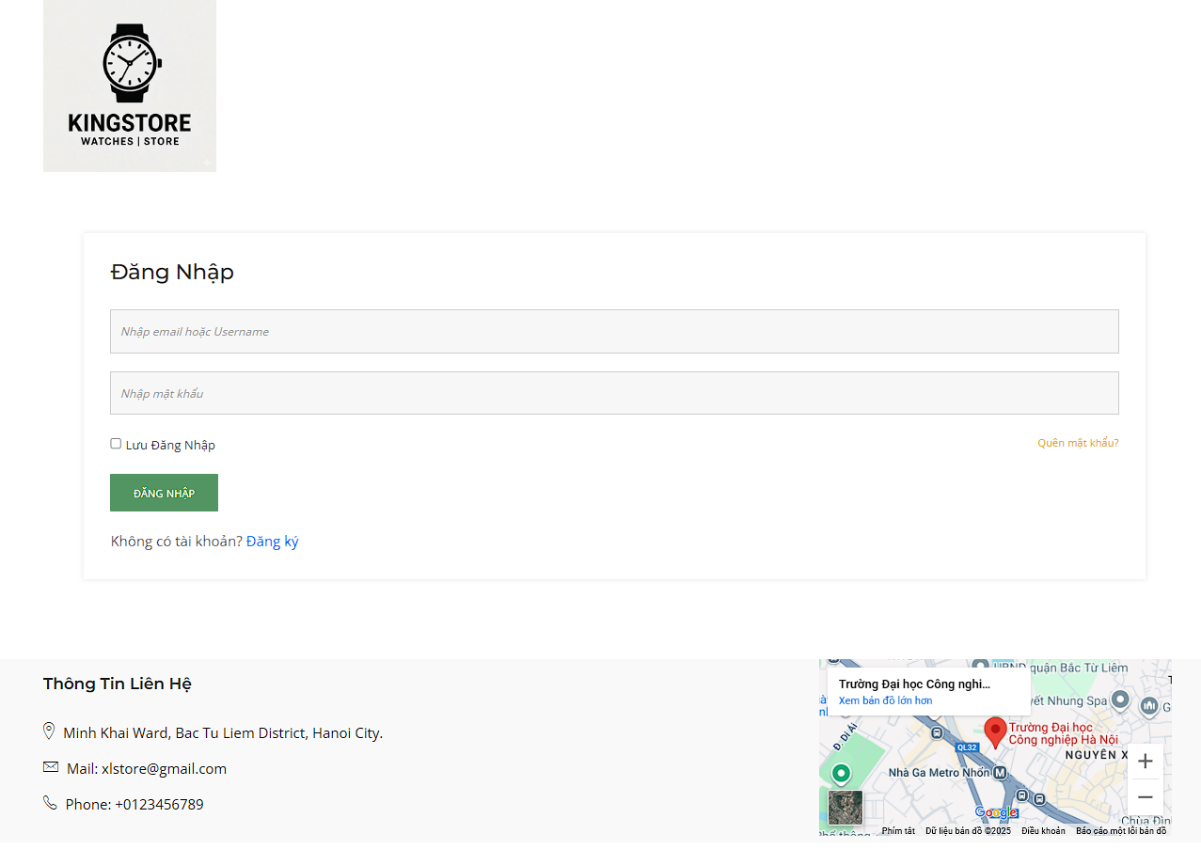 KINGSTORE
WATCHES | STORE
Đăng Nhập
Nhập email hoặc Username
Nhập mật khẩu
Lưu Đăng Nhập
Quên mật khẩu?
ĐĂNG NHẬP
Không có tài khoản? Đăng ký
Thông Tin Liên Hệ
Minh Khai Ward, Bac Tu Liem District, Hanoi City.
Mail: xlstore@gmail.com
Phone: +0123456789
UBND quận Bắc Từ Liêm
Trường Đại học Công nghi...
Xem bản đồ lớn hơn
yết Nhung Spa
G
Trường Đại học
Công nghiệp Hà Nội
QL32
NGUYÊN X
Nhà Ga Metro Nhổn
Google
Phím tắt
Dữ liệu bản đồ ©2025
Điều khoản
Báo cáo một lỗi bản đồ